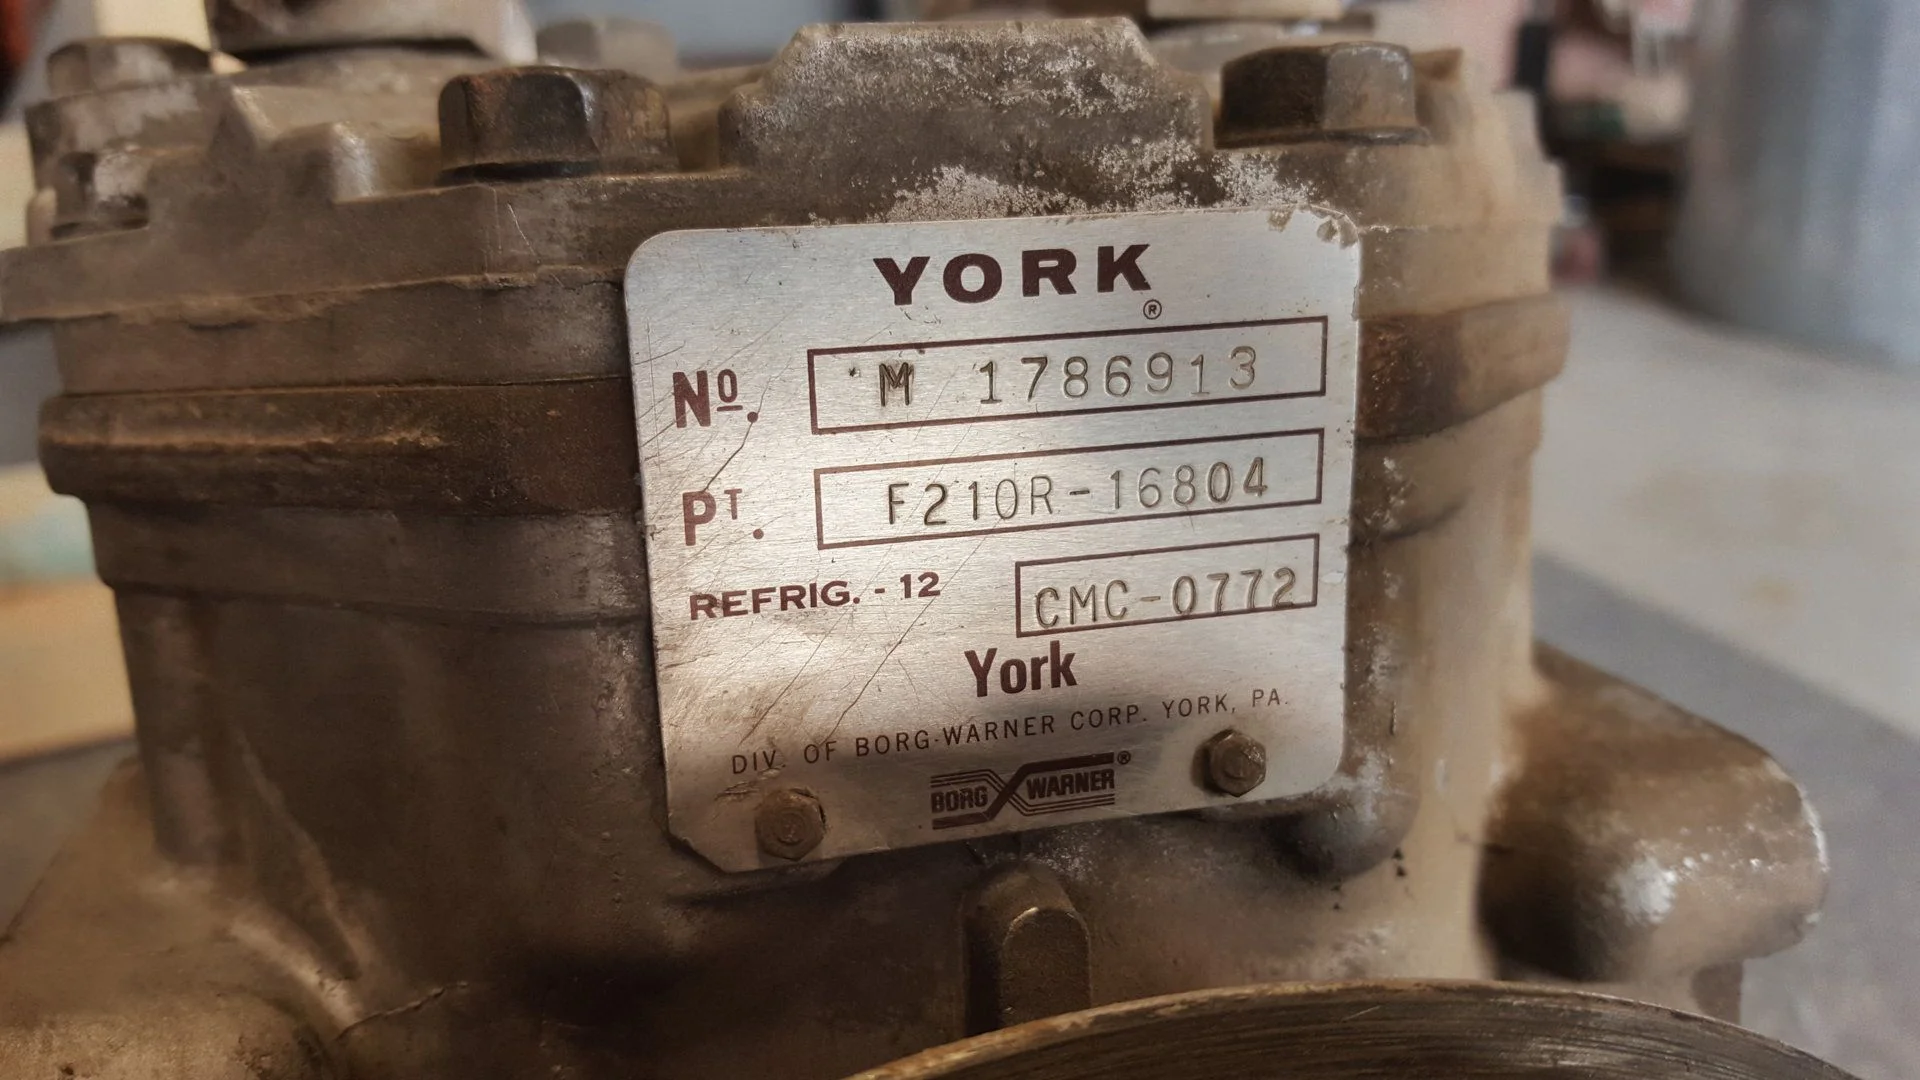 YORK®
Nº. M 1786913
Pᵀ. F210R-16804
REFRIG.-12 CMC-0772
York
DIV. OF BORG-WARNER CORP. YORK, PA.
BORG WARNER®